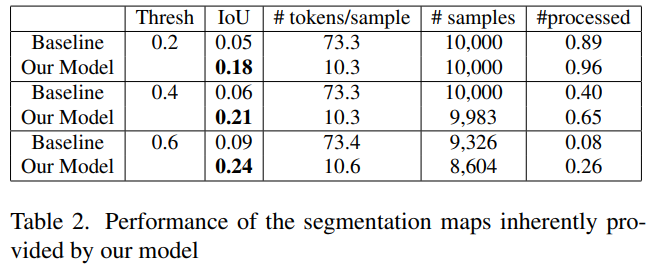 Thresh IoU # tokens/sample # samples #processed
Baseline 0.2 0.05 73.3 10,000 0.89
Our Model 0.18 10.3 10,000 0.96
Baseline 0.4 0.06 73.3 10,000 0.40
Our Model 0.21 10.3 9,983 0.65
Baseline 0.6 0.09 73.4 9,326 0.08
Our Model 0.24 10.6 8,604 0.26
Table 2. Performance of the segmentation maps inherently pro-
vided by our model